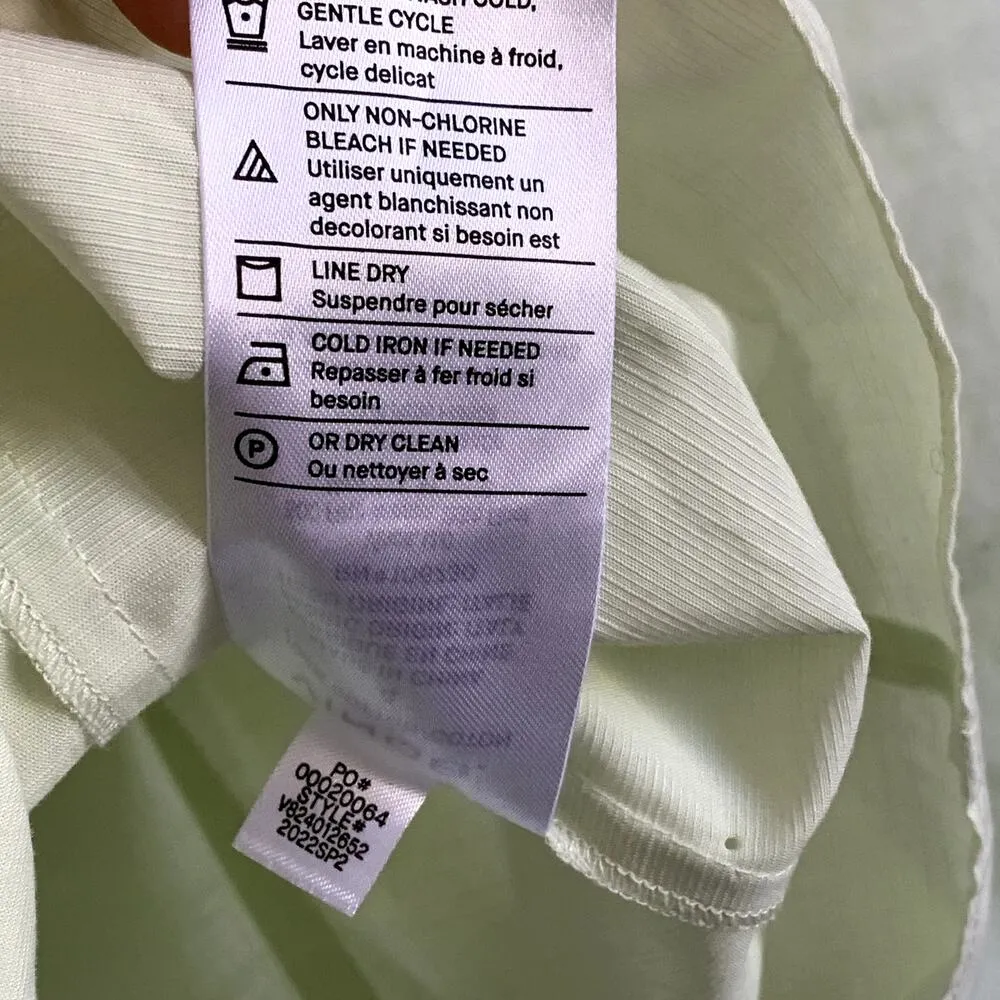 COLD,
GENTLE CYCLE
Laver en machine à froid,
cycle delicat
ONLY NON-CHLORINE
BLEACH IF NEEDED
Utiliser uniquement un
agent blanchissant non
decolorant si besoin est
LINE DRY
Suspendre pour sécher
COLD IRON IF NEEDED
Repasser à fer froid si
besoin
P
OR DRY CLEAN
Ou nettoyer à sec
PO#
00020064
STYLE#
V824012652
2022SP2